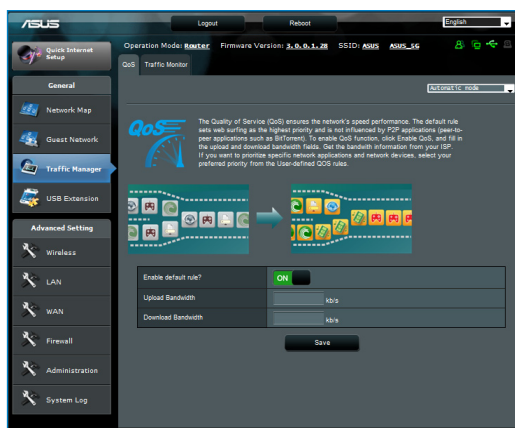 ASUS
Logout
Reboot
English
Quick Internet Setup
Operation Mode: Router Firmware Version: 3.0.0.1.28 SSID: ASUS ASUS_5G
QoS Traffic Monitor
General
Automatic mode
Network Map
Guest Network
Traffic Manager
USB Extension
QoS
The Quality of Service (QoS) ensures the network's speed performance. The default rule
sets web surfing as the highest priority and is not influenced by P2P applications (peer-to-
peer applications such as BitTorrent). To enable QoS function, click Enable QoS, and fill in
the upload and download bandwidth fields. Get the bandwidth information from your ISP.
If you want to prioritize specific network applications and network devices, select your
preferred priority from the User-defined QOS rules.
Advanced Setting
Wireless
LAN
WAN
Firewall
Administration
System Log
Enable default rule?
ON
Upload Bandwidth
kb/s
Download Bandwidth
kb/s
Save